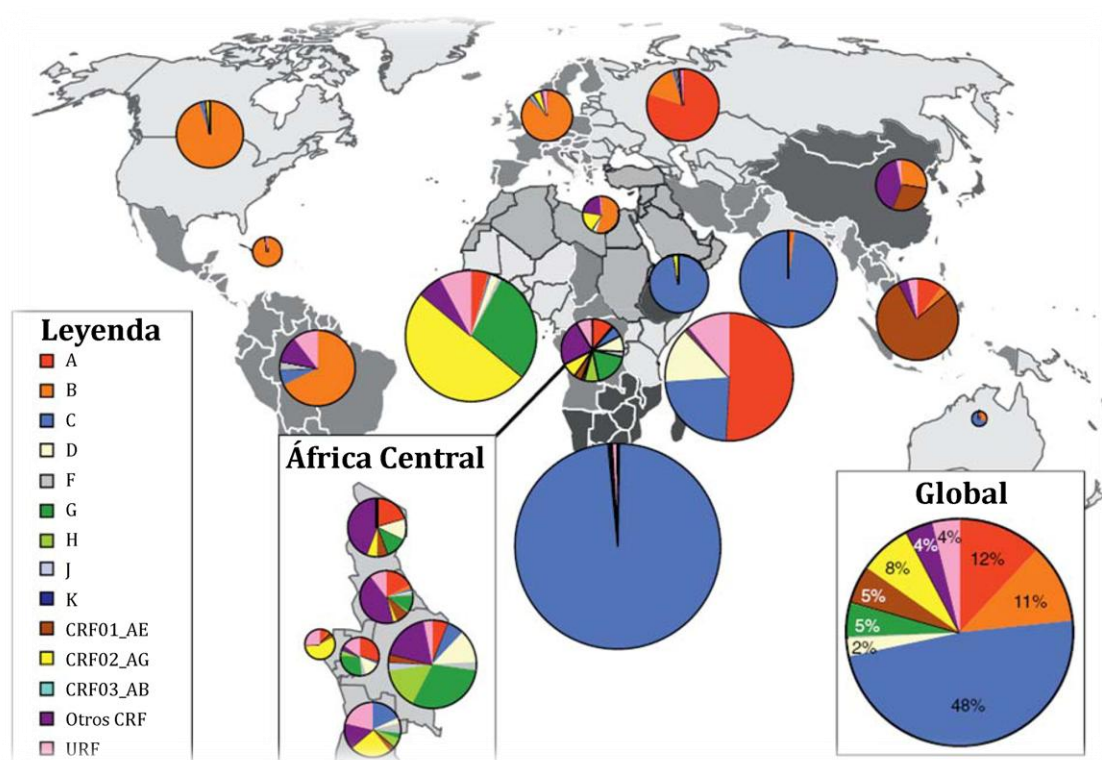 Leyenda
A
B
C
D
F
G
H
J
K
CRF01_AE
CRF02_AG
CRF03_AB
Otros CRF
URF
África Central
Global
4%
4%
12%
8%
11%
5%
5%
2%
48%